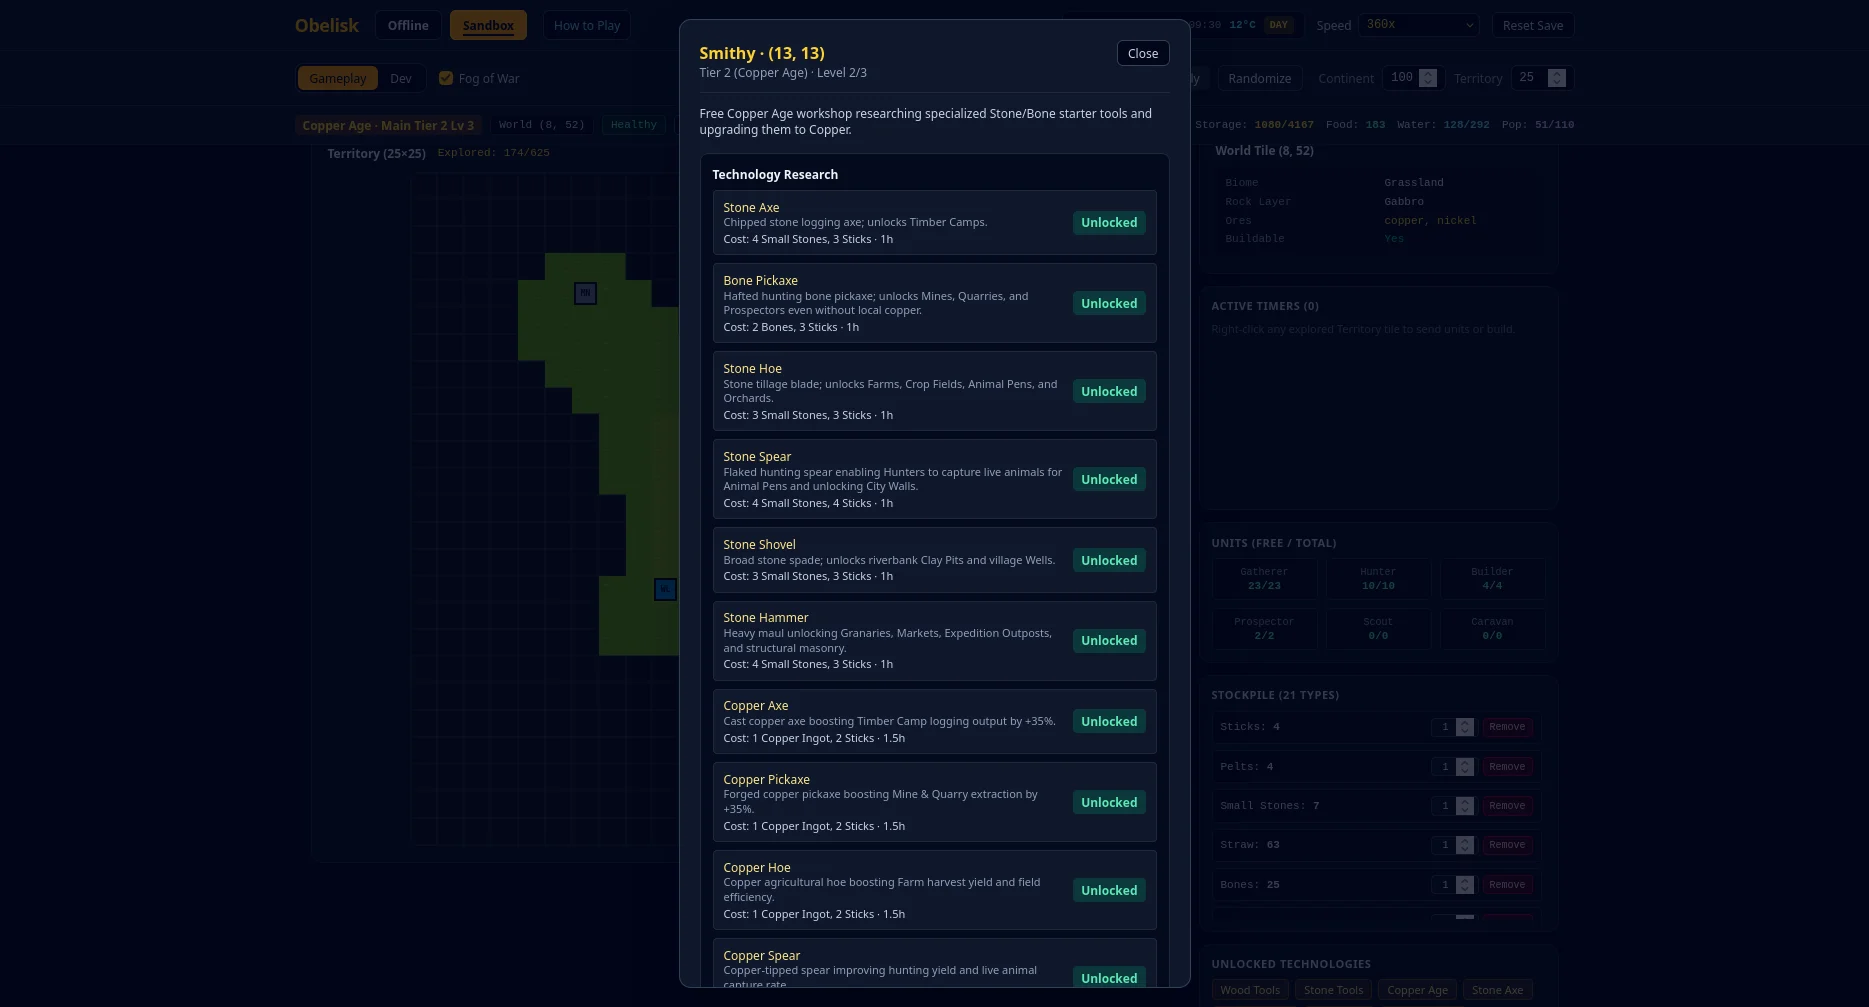 Obelisk
Offline
Sandbox
How to Play
09:30 12°C DAY
Speed
360x
Reset Save
Gameplay
Dev
Fog of War
Randomize
Continent
100
Territory
25
Copper Age · Main Tier 2 Lv 3
World (8, 52)
Healthy
Storage: 1080/4167 Food: 183 Water: 128/292 Pop: 51/110
Territory (25×25)
Explored: 174/625
Smithy · (13, 13)
Tier 2 (Copper Age) · Level 2/3
Close
Free Copper Age workshop researching specialized Stone/Bone starter tools and
upgrading them to Copper.
Technology Research
Stone Axe
Chipped stone logging axe; unlocks Timber Camps.
Cost: 4 Small Stones, 3 Sticks · 1h
Unlocked
Bone Pickaxe
Hafted hunting bone pickaxe; unlocks Mines, Quarries, and
Prospectors even without local copper.
Cost: 2 Bones, 3 Sticks · 1h
Unlocked
Stone Hoe
Stone tillage blade; unlocks Farms, Crop Fields, Animal Pens, and
Orchards.
Cost: 3 Small Stones, 3 Sticks · 1h
Unlocked
Stone Spear
Flaked hunting spear enabling Hunters to capture live animals for
Animal Pens and unlocking City Walls.
Cost: 4 Small Stones, 4 Sticks · 1h
Unlocked
Stone Shovel
Broad stone spade; unlocks riverbank Clay Pits and village Wells.
Cost: 3 Small Stones, 3 Sticks · 1h
Unlocked
Stone Hammer
Heavy maul unlocking Granaries, Markets, Expedition Outposts,
and structural masonry.
Cost: 4 Small Stones, 3 Sticks · 1h
Unlocked
Copper Axe
Cast copper axe boosting Timber Camp logging output by +35%.
Cost: 1 Copper Ingot, 2 Sticks · 1.5h
Unlocked
Copper Pickaxe
Forged copper pickaxe boosting Mine & Quarry extraction by
+35%.
Cost: 1 Copper Ingot, 2 Sticks · 1.5h
Unlocked
Copper Hoe
Copper agricultural hoe boosting Farm harvest yield and field
efficiency.
Cost: 1 Copper Ingot, 2 Sticks · 1.5h
Unlocked
Copper Spear
Copper-tipped spear improving hunting yield and live animal
capture rate.
Unlocked
World Tile (8, 52)
Biome Grassland
Rock Layer Gabbro
Ores copper, nickel
Buildable Yes
ACTIVE TIMERS (0)
Right-click any explored Territory tile to send units or build.
UNITS (FREE / TOTAL)
Gatherer
23/23
Hunter
10/10
Builder
4/4
Prospector
2/2
Scout
0/0
Caravan
0/0
STOCKPILE (21 TYPES)
Sticks: 4 1 Remove
Pelts: 4 1 Remove
Small Stones: 7 1 Remove
Straw: 63 1 Remove
Bones: 25 1 Remove
UNLOCKED TECHNOLOGIES
Wood Tools Stone Tools Copper Age Stone Axe